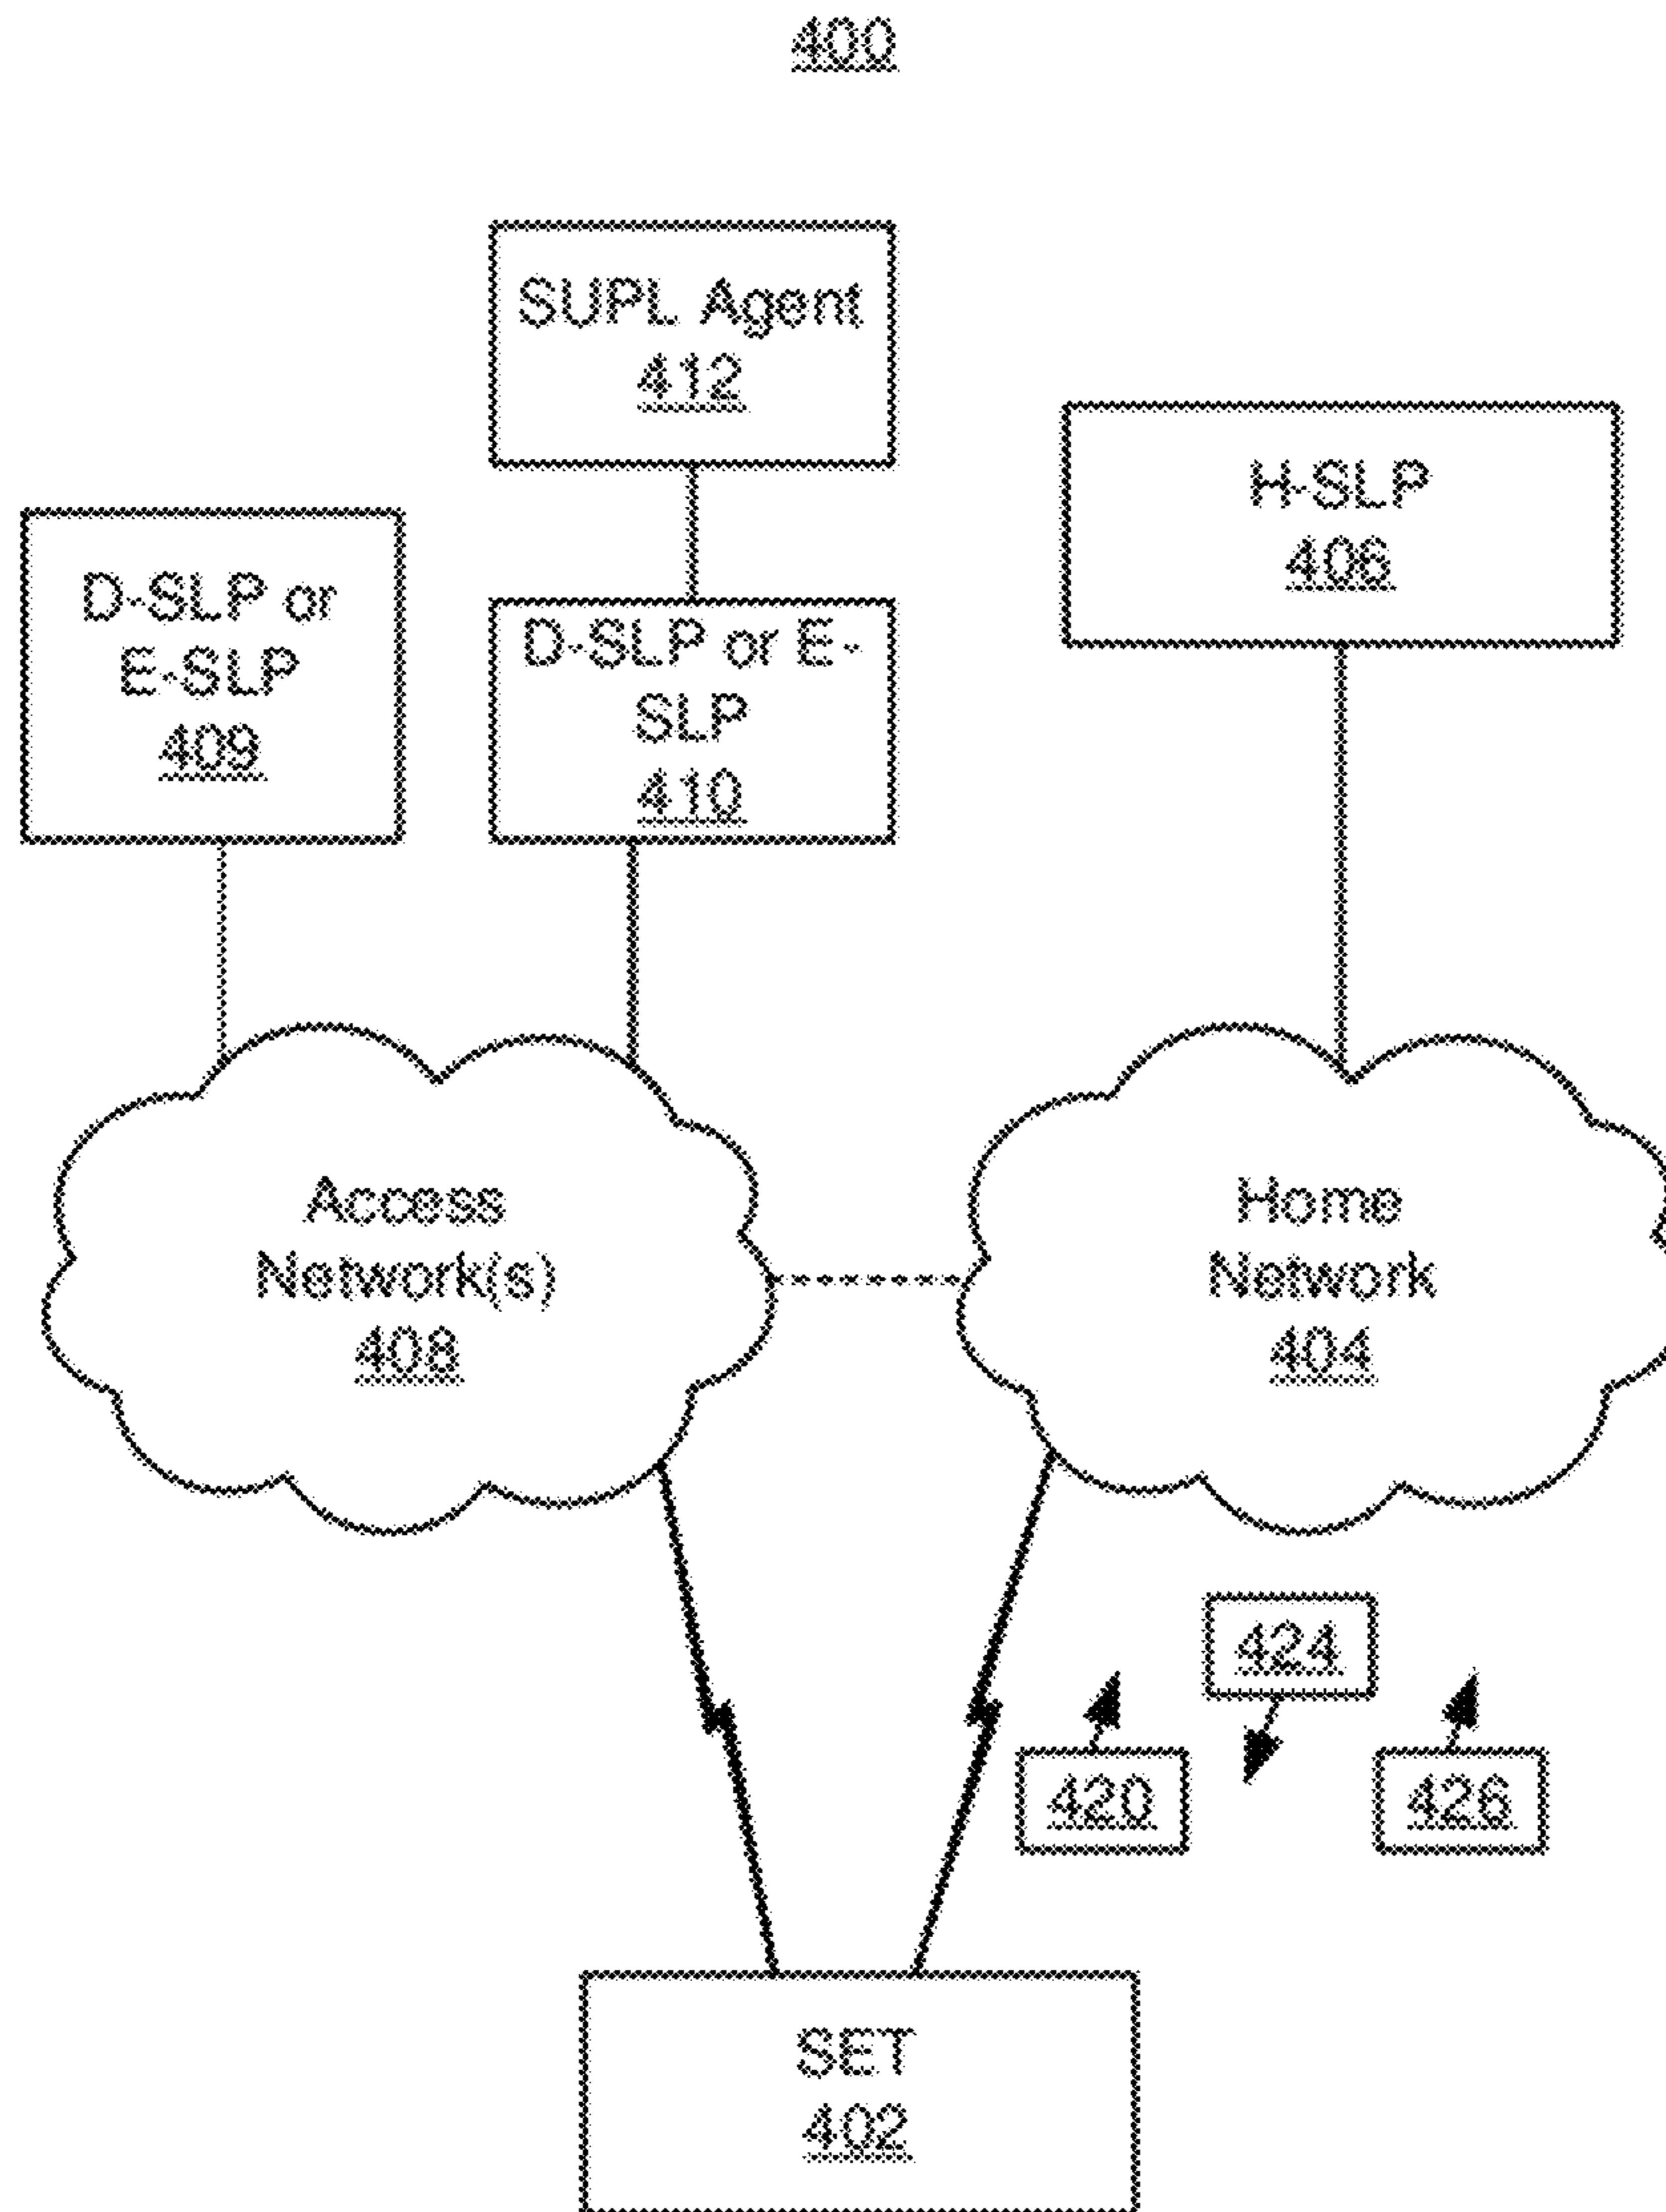 400
SUPL Agent
412
H-SLP
406
D-SLP or
E-SLP
409
D-SLP or E-
SLP
410
Access
Network(s)
408
Home
Network
404
424
420
426
SET
402